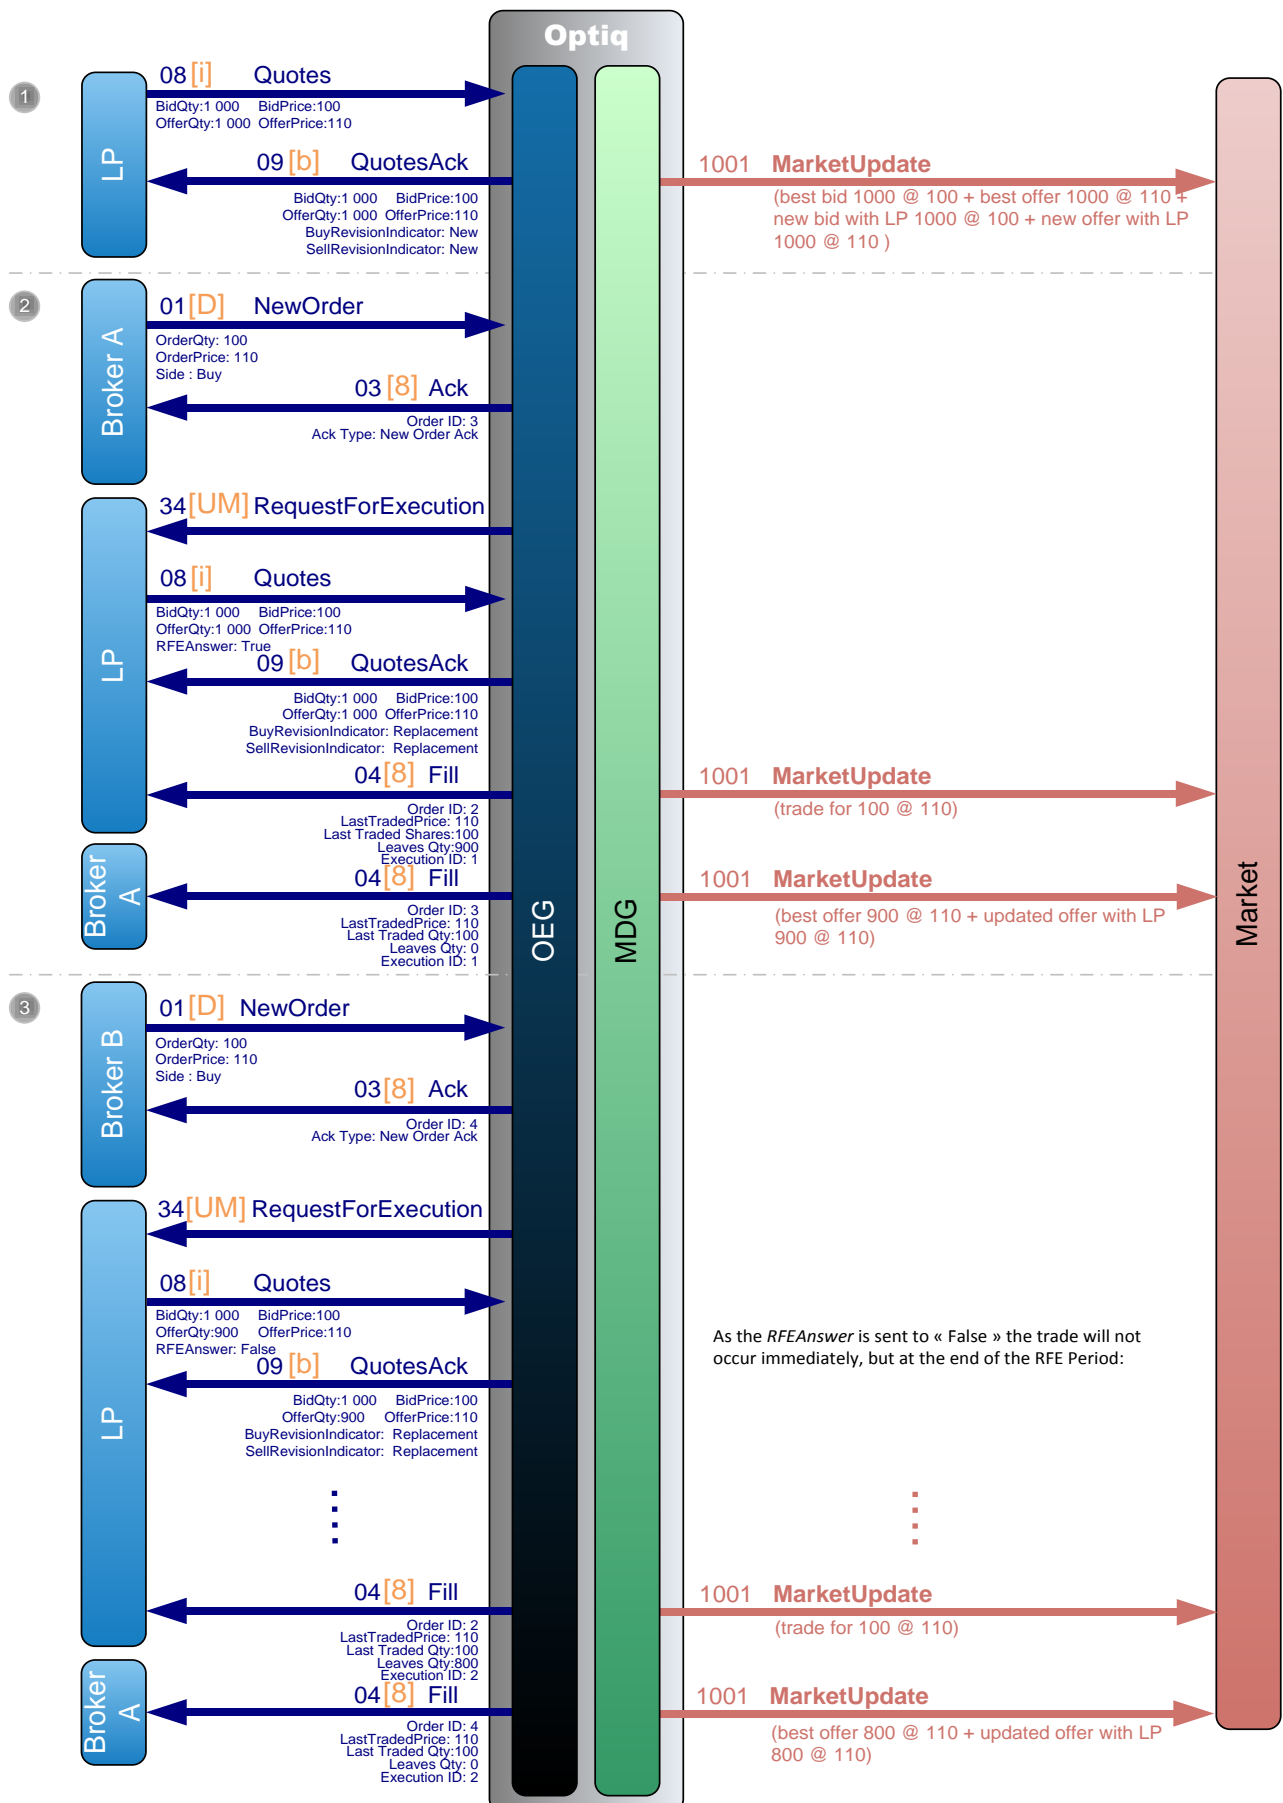 Optiq
1
LP
08 [i] Quotes
BidQty:1 000 BidPrice:100
OfferQty:1 000 OfferPrice:110
09 [b] QuotesAck
BidQty:1 000 BidPrice:100
OfferQty:1 000 OfferPrice:110
BuyRevisionIndicator: New
SellRevisionIndicator: New
1001 MarketUpdate
(best bid 1000 @ 100 + best offer 1000 @ 110 +
new bid with LP 1000 @ 100 + new offer with LP
1000 @ 110 )
2
Broker A
01 [D] NewOrder
OrderQty: 100
OrderPrice: 110
Side : Buy
03 [8] Ack
Order ID: 3
Ack Type: New Order Ack
LP
34 [UM] RequestForExecution
08 [i] Quotes
BidQty:1 000 BidPrice:100
OfferQty:1 000 OfferPrice:110
RFEAnswer: True
09 [b] QuotesAck
BidQty:1 000 BidPrice:100
OfferQty:1 000 OfferPrice:110
BuyRevisionIndicator: Replacement
SellRevisionIndicator: Replacement
04 [8] Fill
Order ID: 2
LastTradedPrice: 110
Last Traded Shares:100
Leaves Qty:900
Execution ID: 1
1001 MarketUpdate
(trade for 100 @ 110)
Broker
A
04 [8] Fill
Order ID: 3
LastTradedPrice: 110
Last Traded Qty:100
Leaves Qty: 0
Execution ID: 1
1001 MarketUpdate
(best offer 900 @ 110 + updated offer with LP
900 @ 110)
OEG
MDG
Market
3
Broker B
01 [D] NewOrder
OrderQty: 100
OrderPrice: 110
Side : Buy
03 [8] Ack
Order ID: 4
Ack Type: New Order Ack
LP
34 [UM] RequestForExecution
08 [i] Quotes
BidQty:1 000 BidPrice:100
OfferQty:900 OfferPrice:110
RFEAnswer: False
09 [b] QuotesAck
BidQty:1 000 BidPrice:100
OfferQty:900 OfferPrice:110
BuyRevisionIndicator: Replacement
SellRevisionIndicator: Replacement
As the RFEAnswer is sent to « False » the trade will not
occur immediately, but at the end of the RFE Period:
04 [8] Fill
Order ID: 2
LastTradedPrice: 110
Last Traded Qty:100
Leaves Qty:800
Execution ID: 2
1001 MarketUpdate
(trade for 100 @ 110)
Broker
A
04 [8] Fill
Order ID: 4
LastTradedPrice: 110
Last Traded Qty:100
Leaves Qty: 0
Execution ID: 2
1001 MarketUpdate
(best offer 800 @ 110 + updated offer with LP
800 @ 110)